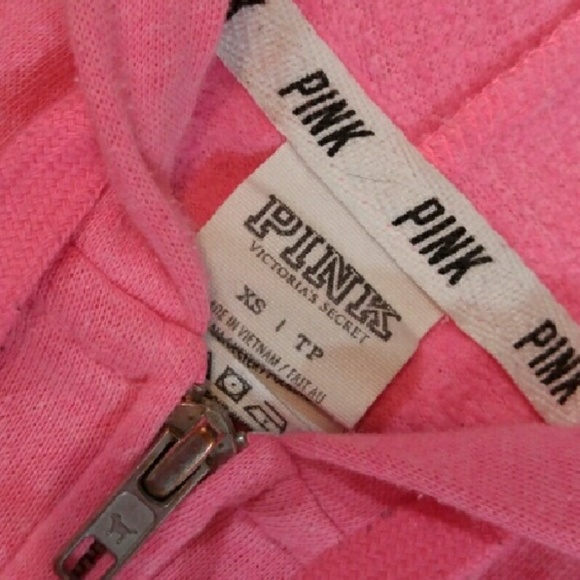 PINK
PINK
PINK
PINK
VICTORIA'S SECRET
XS | TP
MADE IN VIETNAM / FAIT AU